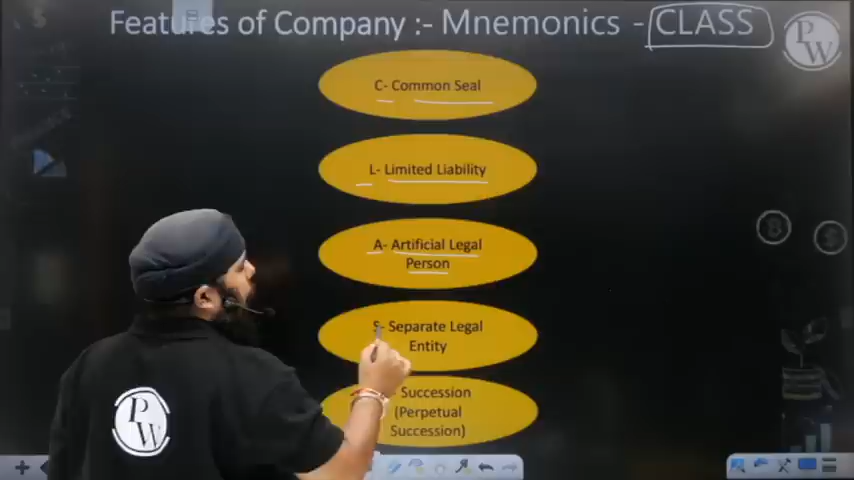 Features of Company :- Mnemonics - CLASS
PW
C- Common Seal
L- Limited Liability
A- Artificial Legal
Person
S- Separate Legal
Entity
Succession
(Perpetual
Succession)
PW